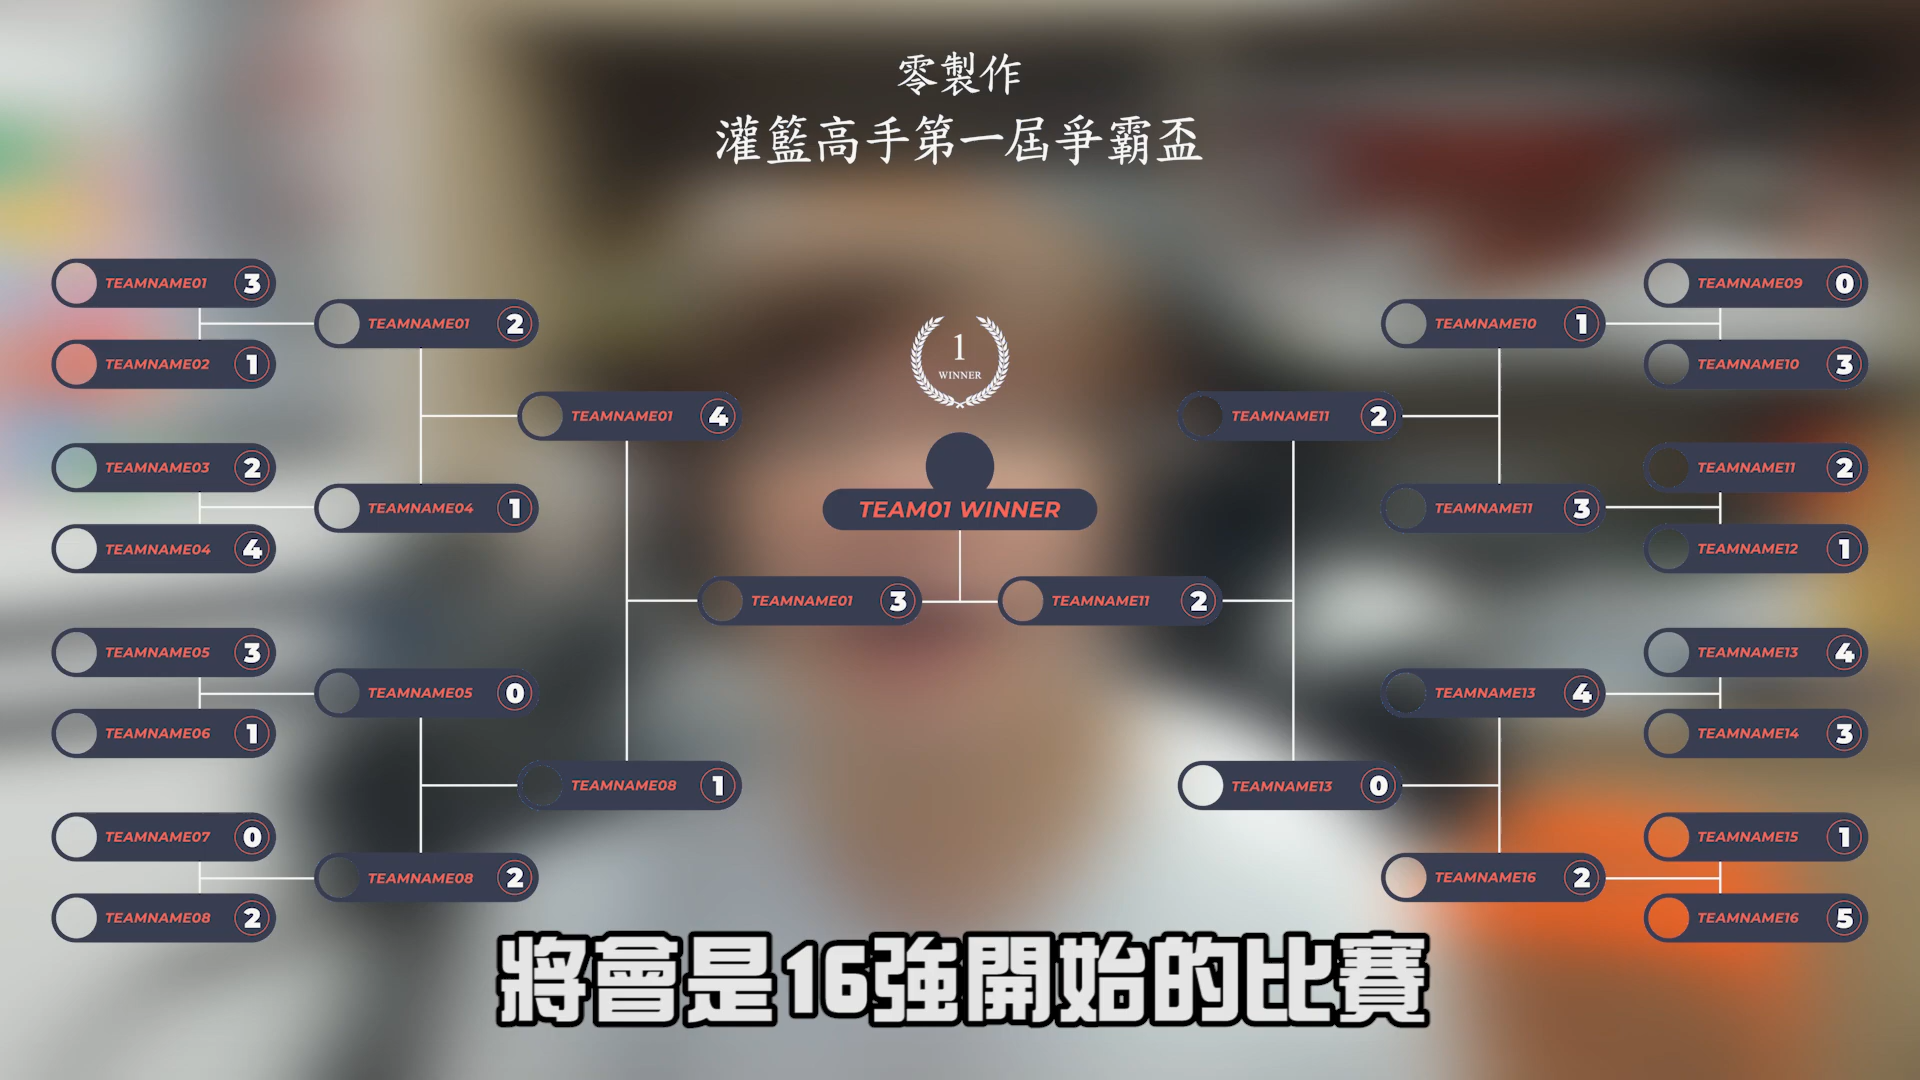 零製作
灌籃高手第一屆爭霸盃
TEAMNAME01 3
TEAMNAME02 1
TEAMNAME03 2
TEAMNAME04 4
TEAMNAME05 3
TEAMNAME06 1
TEAMNAME07 0
TEAMNAME08 2
TEAMNAME01 2
TEAMNAME04 1
TEAMNAME05 0
TEAMNAME08 2
TEAMNAME01 4
TEAMNAME08 1
TEAMNAME01 3
1
WINNER
TEAM01 WINNER
TEAMNAME11 2
TEAMNAME11 2
TEAMNAME13 0
TEAMNAME10 1
TEAMNAME11 3
TEAMNAME13 4
TEAMNAME16 2
TEAMNAME09 0
TEAMNAME10 3
TEAMNAME11 2
TEAMNAME12 1
TEAMNAME13 4
TEAMNAME14 3
TEAMNAME15 1
TEAMNAME16 5
將會是16強開始的比賽